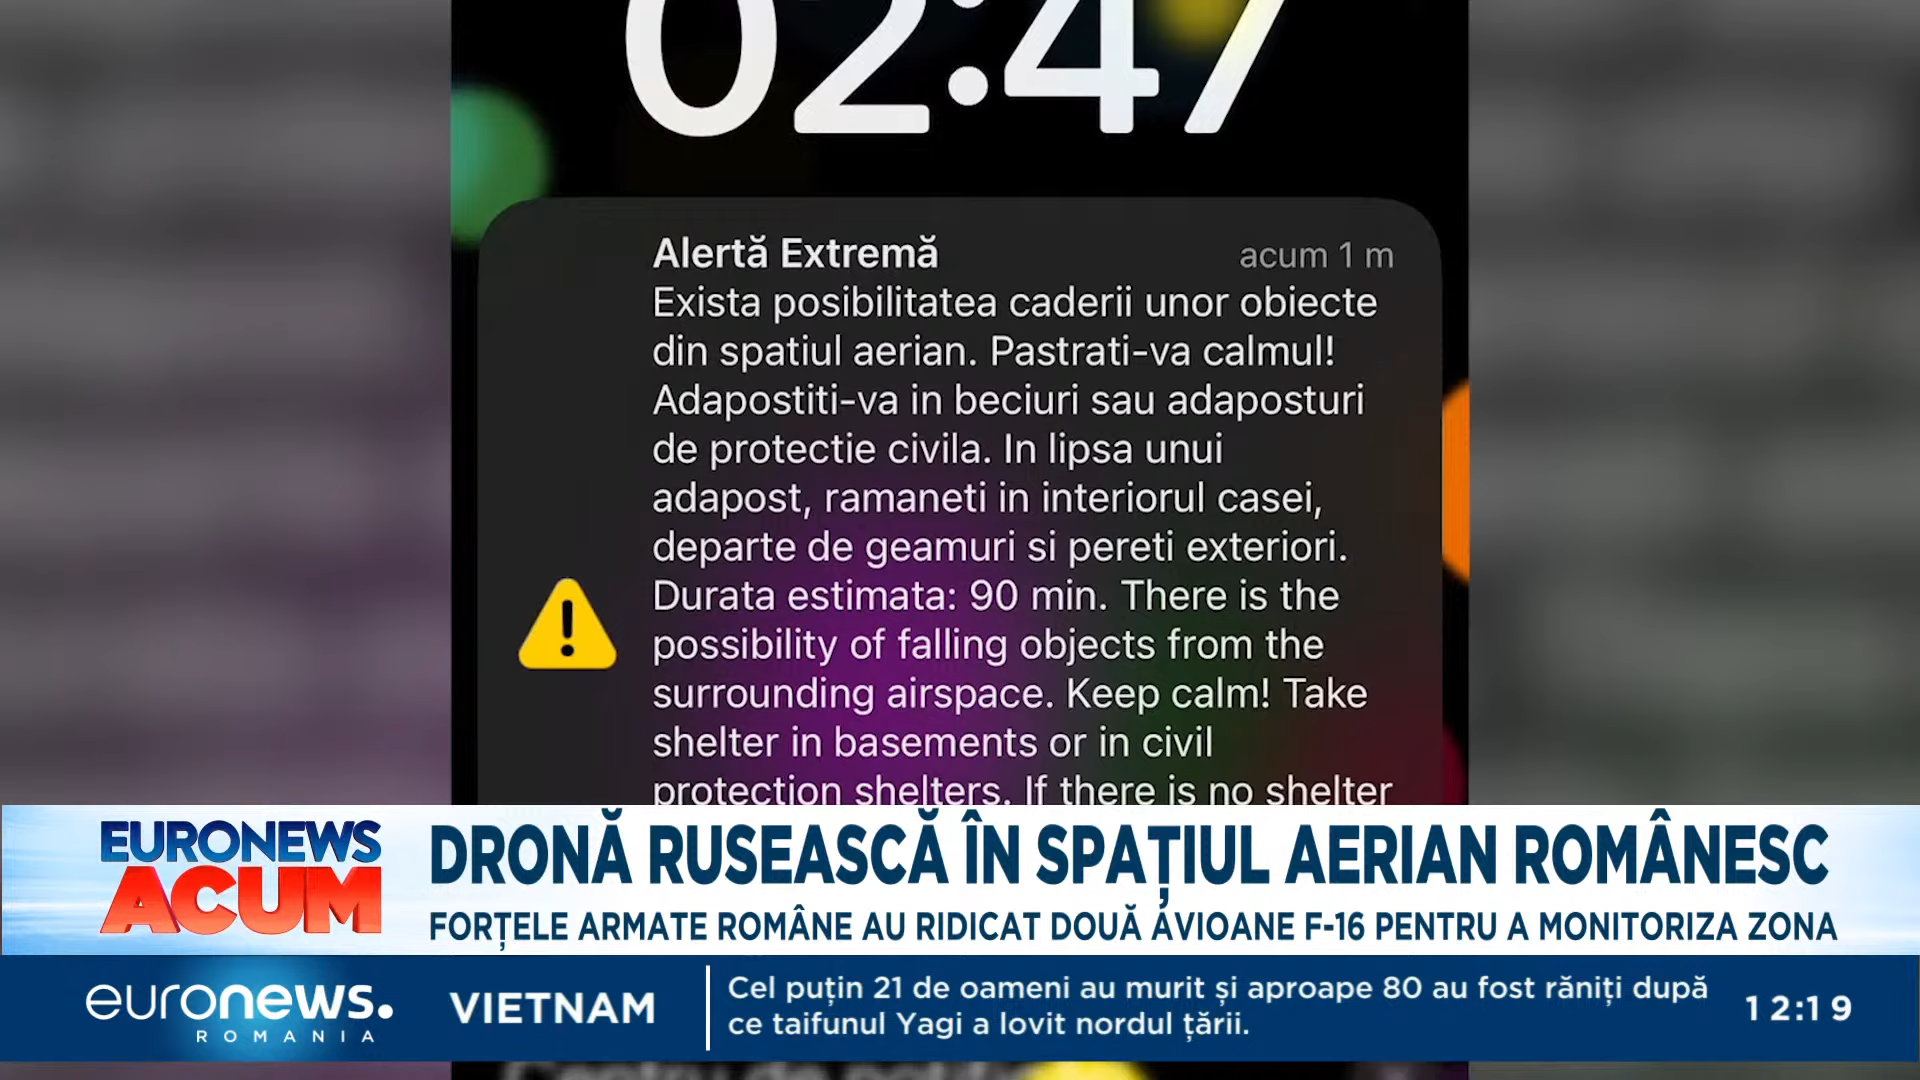 02:47
Alertă Extremă
acum 1 m
Exista posibilitatea caderii unor obiecte
din spatiul aerian. Pastrati-va calmul!
Adapostiti-va in beciuri sau adaposturi
de protectie civila. In lipsa unui
adapost, ramaneti in interiorul casei,
departe de geamuri si pereti exteriori.
Durata estimata: 90 min. There is the
possibility of falling objects from the
surrounding airspace. Keep calm! Take
shelter in basements or in civil
protection shelters. If there is no shelter
EURONEWS
ACUM
DRONĂ RUSEASCĂ ÎN SPAȚIUL AERIAN ROMÂNESC
FORȚELE ARMATE ROMÂNE AU RIDICAT DOUĂ AVIOANE F-16 PENTRU A MONITORIZA ZONA
euronews.
ROMANIA
VIETNAM
Cel puțin 21 de oameni au murit și aproape 80 au fost răniți după
ce taifunul Yagi a lovit nordul țării.
12:19